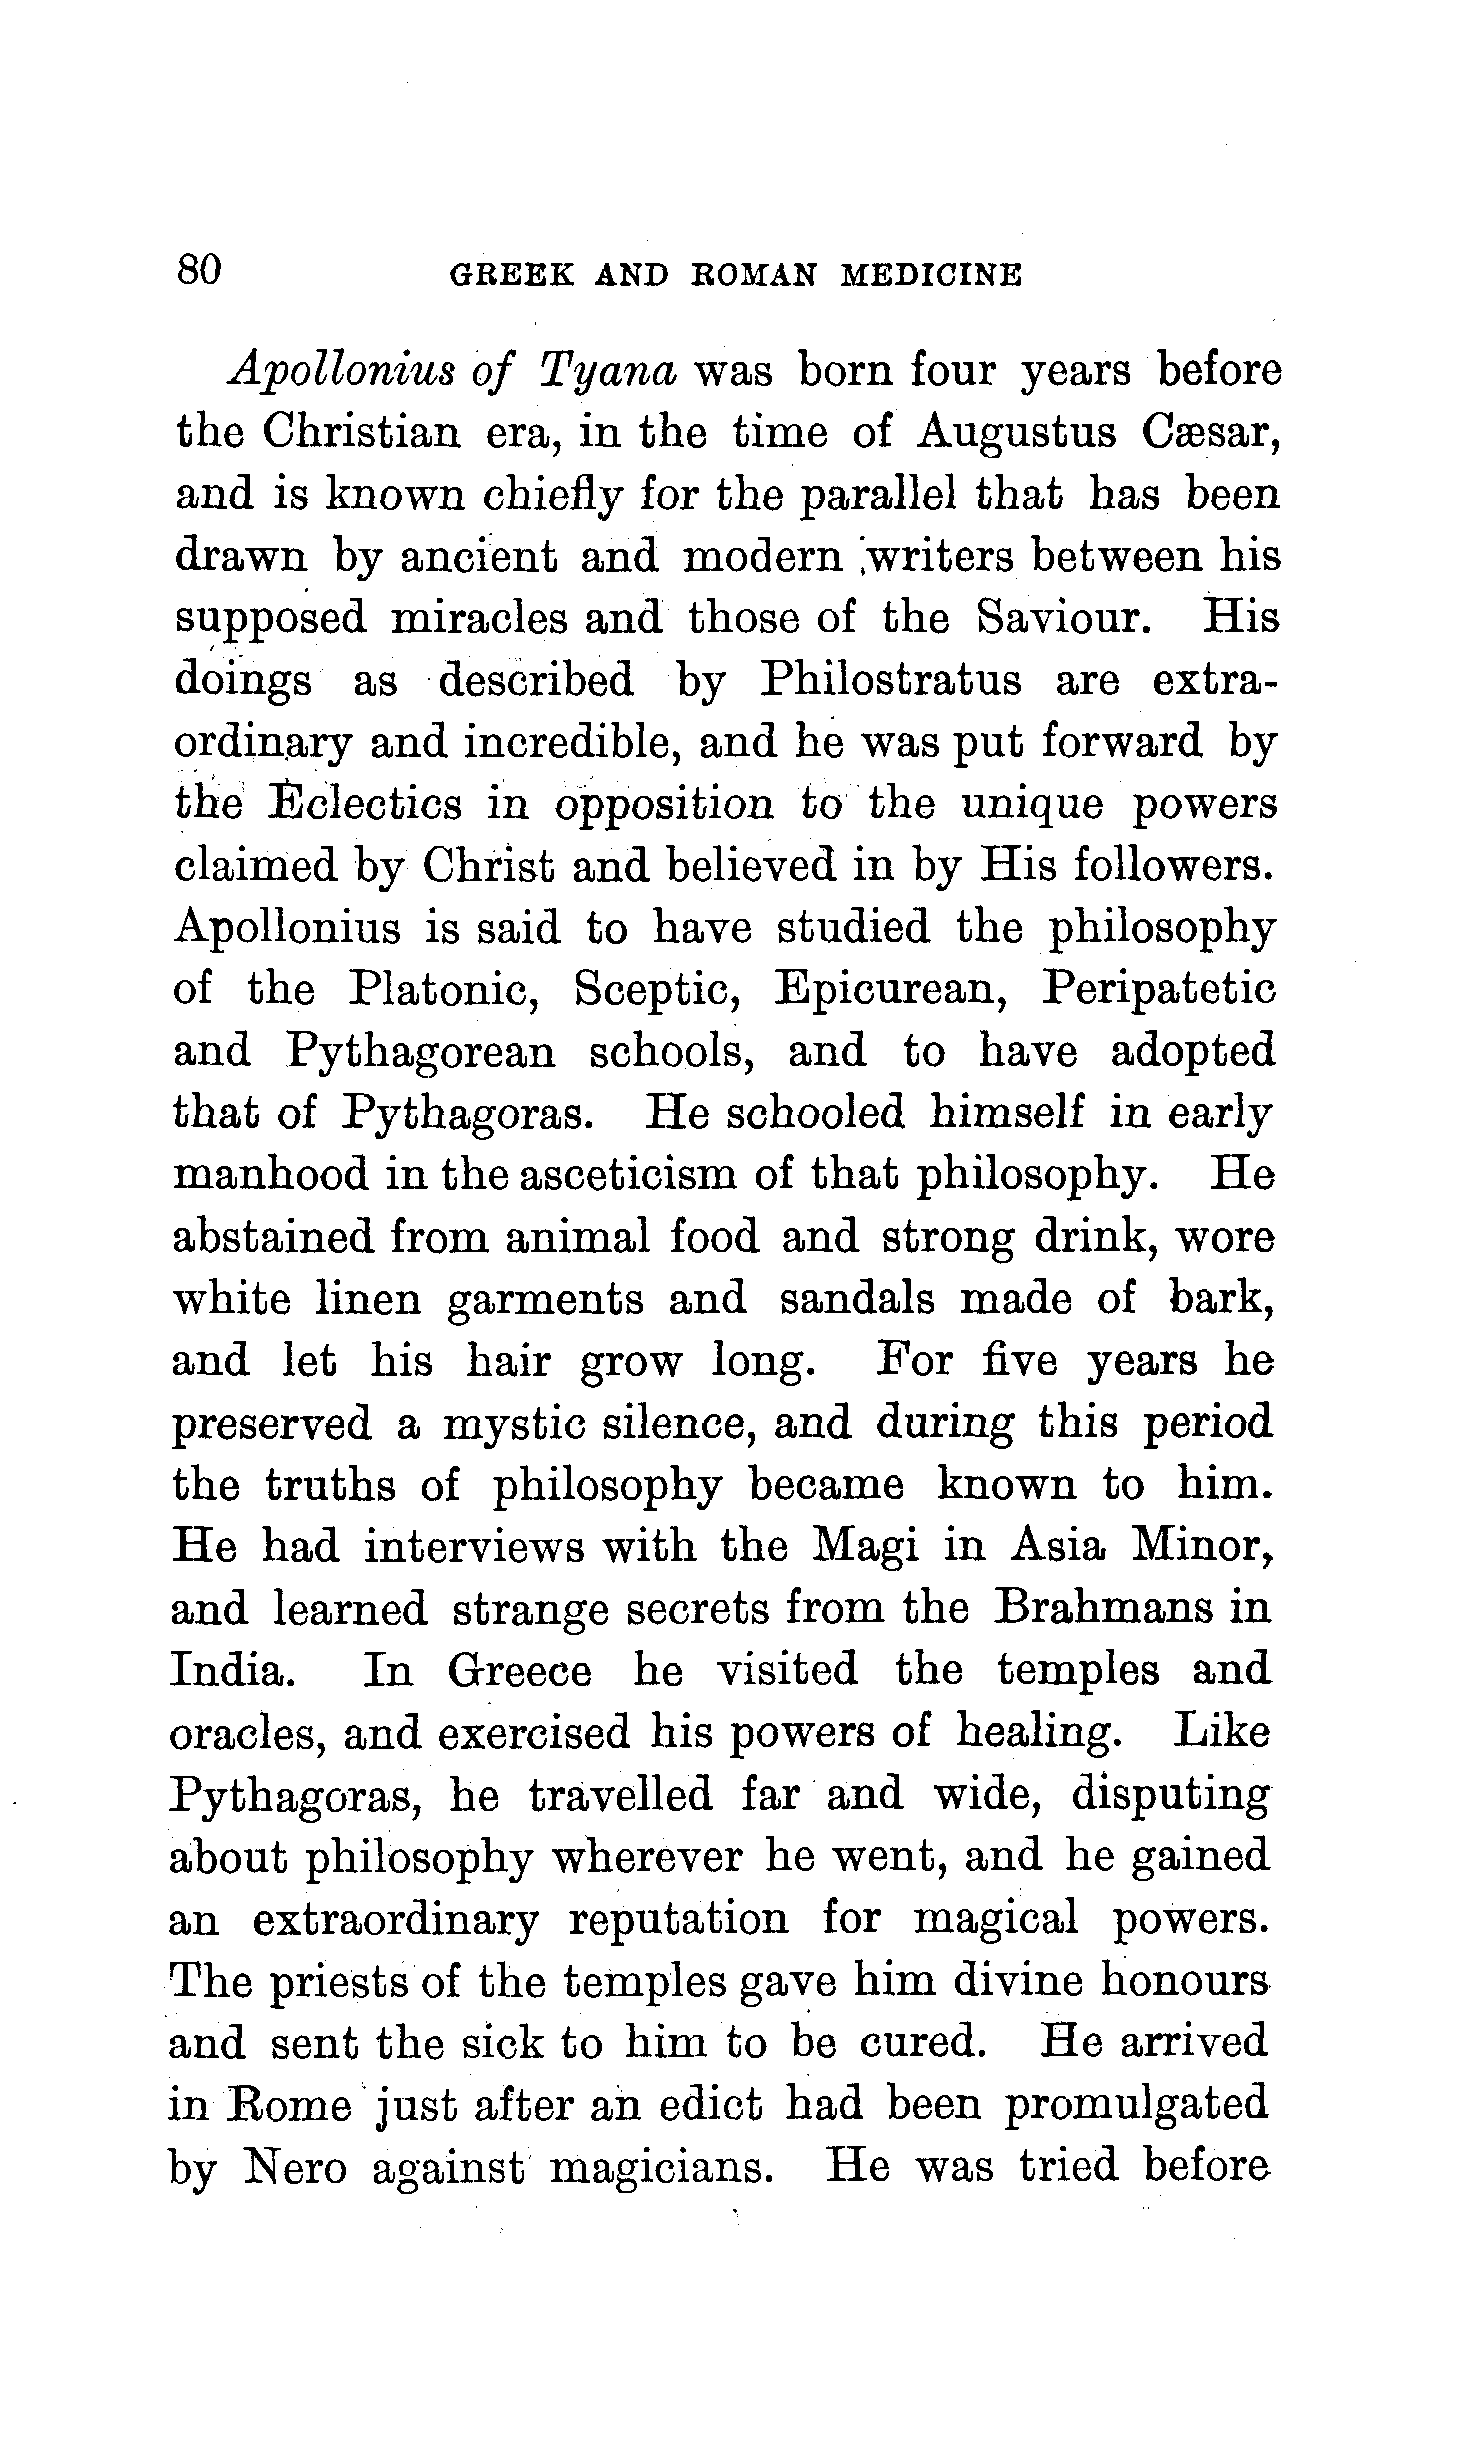 80 GREEK AND ROMAN MEDICINE
Apollonius of Tyana was born four years before
the Christian era, in the time of Augustus Cæsar,
and is known chiefly for the parallel that has been
drawn by ancient and modern writers between his
supposed miracles and those of the Saviour. His
doings as described by Philostratus are extra-
ordinary and incredible, and he was put forward by
the Eclectics in opposition to the unique powers
claimed by Christ and believed in by His followers.
Apollonius is said to have studied the philosophy
of the Platonic, Sceptic, Epicurean, Peripatetic
and Pythagorean schools, and to have adopted
that of Pythagoras. He schooled himself in early
manhood in the asceticism of that philosophy. He
abstained from animal food and strong drink, wore
white linen garments and sandals made of bark,
and let his hair grow long. For five years he
preserved a mystic silence, and during this period
the truths of philosophy became known to him.
He had interviews with the Magi in Asia Minor,
and learned strange secrets from the Brahmans in
India. In Greece he visited the temples and
oracles, and exercised his powers of healing. Like
Pythagoras, he travelled far and wide, disputing
about philosophy wherever he went, and he gained
an extraordinary reputation for magical powers.
The priests of the temples gave him divine honours
and sent the sick to him to be cured. He arrived
in Rome just after an edict had been promulgated
by Nero against magicians. He was tried before